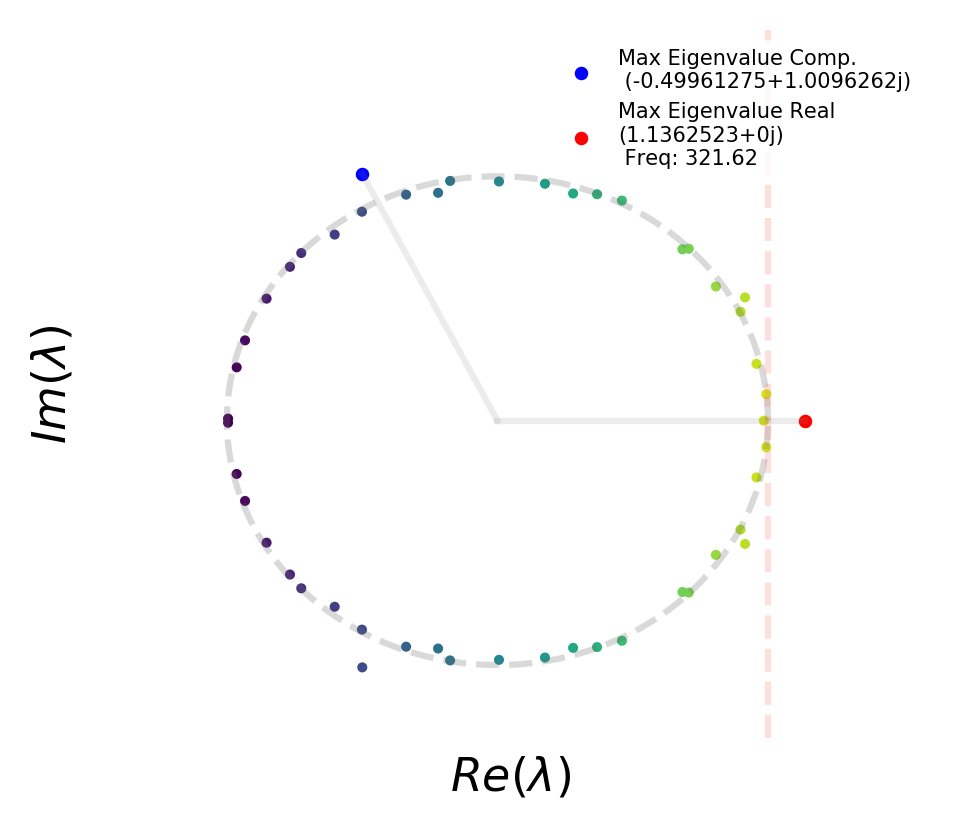 Max Eigenvalue Comp.
(-0.49961275+1.0096262j)
Max Eigenvalue Real
(1.1362523+0j)
Freq: 321.62
Im(λ)
Re(λ)